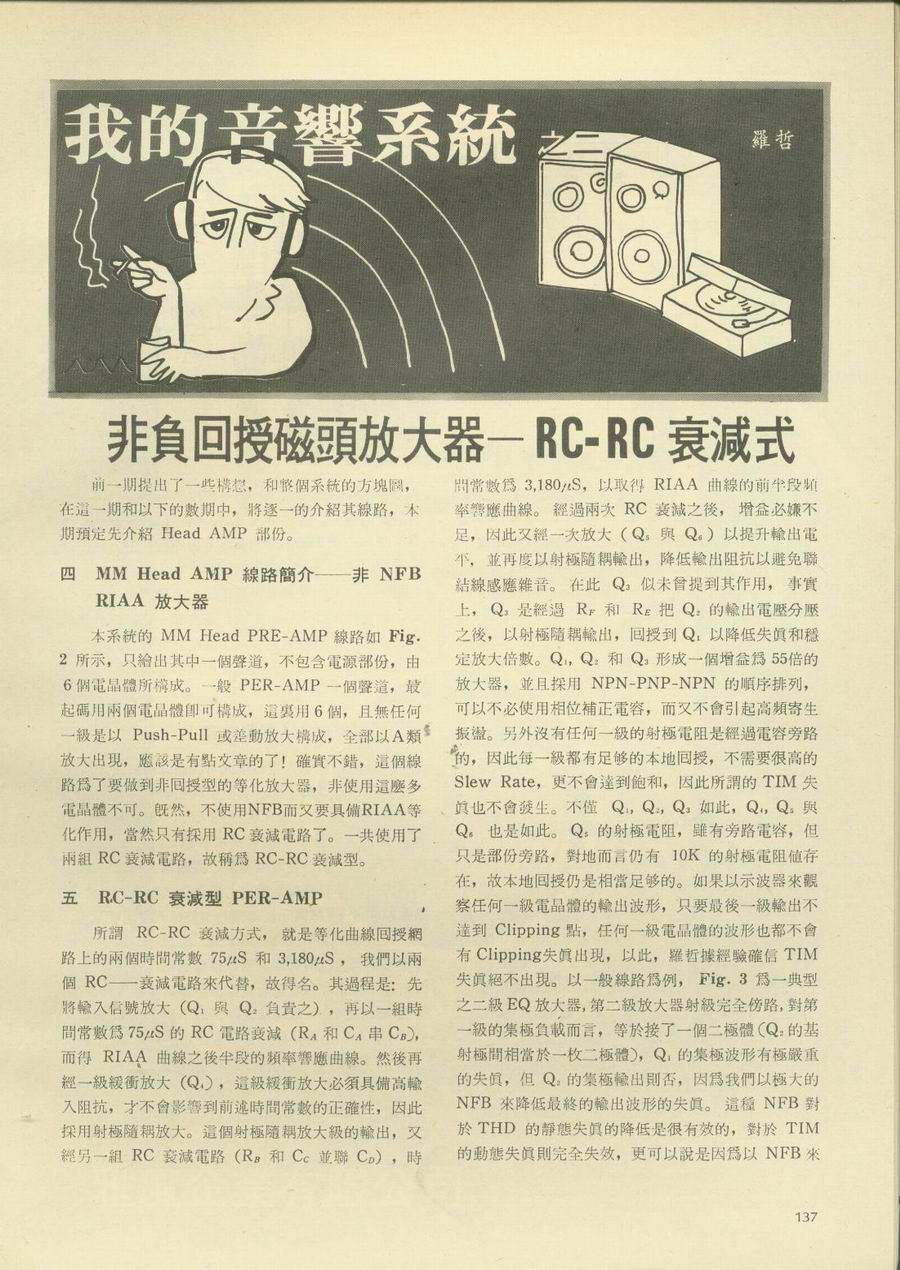 我的音響系統 之二
羅哲
非負回授磁頭放大器—RC-RC 衰減式
前一期提出了一些構想，和整個系統的方塊圖，
在這一期和以下的數期中，將逐一的介紹其線路，本
期預定先介紹 Head AMP 部份。
四 MM Head AMP 線路簡介——非 NFB
RIAA 放大器
本系統的 MM Head PRE-AMP 線路如 Fig.
2 所示，只繪出其中一個聲道，不包含電源部份，由
6個電晶體所構成。一般 PER-AMP 一個聲道，最
起碼用兩個電晶體即可構成，這裏用6個，且無任何
一級是以 Push-Pull 或差動放大構成，全部以A類
放大出現，應該是有點文章的了！確實不錯，這個線
路爲了要做到非回授型的等化放大器，非使用這麼多
電晶體不可。旣然，不使用NFB而又要具備RIAA等
化作用，當然只有採用 RC 衰減電路了。一共使用了
兩組 RC 衰減電路，故稱爲 RC-RC 衰減型。
五 RC-RC 衰減型 PER-AMP
所謂 RC-RC 衰減方式，就是等化曲線回授網
路上的兩個時間常數 75μS 和 3,180μS，我們以兩
個 RC——衰減電路來代替，故得名。其過程是：先
將輸入信號放大（Q₁ 與 Q₂ 負責之），再以一組時
間常數爲75μS 的 RC 電路衰減（R_A 和 C_A 串 C_B），
而得 RIAA 曲線之後半段的頻率響應曲線。然後再
經一級緩衝放大（Q₄），這級緩衝放大必須具備高輸
入阻抗，才不會影響到前述時間常數的正確性，因此
採用射極隨耦放大。這個射極隨耦放大級的輸出，又
經另一組 RC 衰減電路（R_B 和 C_C 並聯 C_D），時
間常數爲 3,180μS，以取得 RIAA 曲線的前半段頻
率響應曲線。經過兩次 RC 衰減之後，增益必嫌不
足，因此又經一次放大（Q₅ 與 Q₆）以提升輸出電
平，並再度以射極隨耦輸出，降低輸出阻抗以避免聯
結線感應雜音。在此 Q₃ 似未曾提到其作用，事實
上，Q₃ 是經過 R_F 和 R_E 把 Q₂ 的輸出電壓分壓
之後，以射極隨耦輸出，回授到 Q₁ 以降低失眞和穩
定放大倍數。Q₁，Q₂ 和 Q₃ 形成一個增益爲 55倍的
放大器，並且採用 NPN-PNP-NPN 的順序排列，
可以不必使用相位補正電容，而又不會引起高頻寄生
振盪。另外沒有任何一級的射極電阻是經過電容旁路
的，因此每一級都有足够的本地回授，不需要很高的
Slew Rate，更不會達到飽和，因此所謂的 TIM 失
眞也不會發生。不僅 Q₁, Q₂, Q₃ 如此，Q₄, Q₅ 與
Q₆ 也是如此。Q₅ 的射極電阻，雖有旁路電容，但
只是部份旁路，對地而言仍有 10K 的射極電阻値存
在，故本地回授仍是相當足够的。如果以示波器來觀
察任何一級電晶體的輸出波形，只要最後一級輸出不
達到 Clipping 點，任何一級電晶體的波形也都不會
有 Clipping失眞出現，以此，羅哲據經驗確信 TIM
失眞絕不出現。以一般線路爲例，Fig. 3 爲一典型
之二級 EQ 放大器，第二級放大器射級完全傍路，對第
一級的集極負載而言，等於接了一個二極體（Q₂ 的基
射極間相當於一枚二極體），Q₁ 的集極波形有極嚴重
的失眞，但 Q₂ 的集極輸出則否，因爲我們以極大的
NFB 來降低最終的輸出波形的失眞。這種 NFB 對
於 THD 的靜態失眞的降低是很有效的，對於 TIM
的動態失眞則完全失效，更可以說是因爲以 NFB 來
137